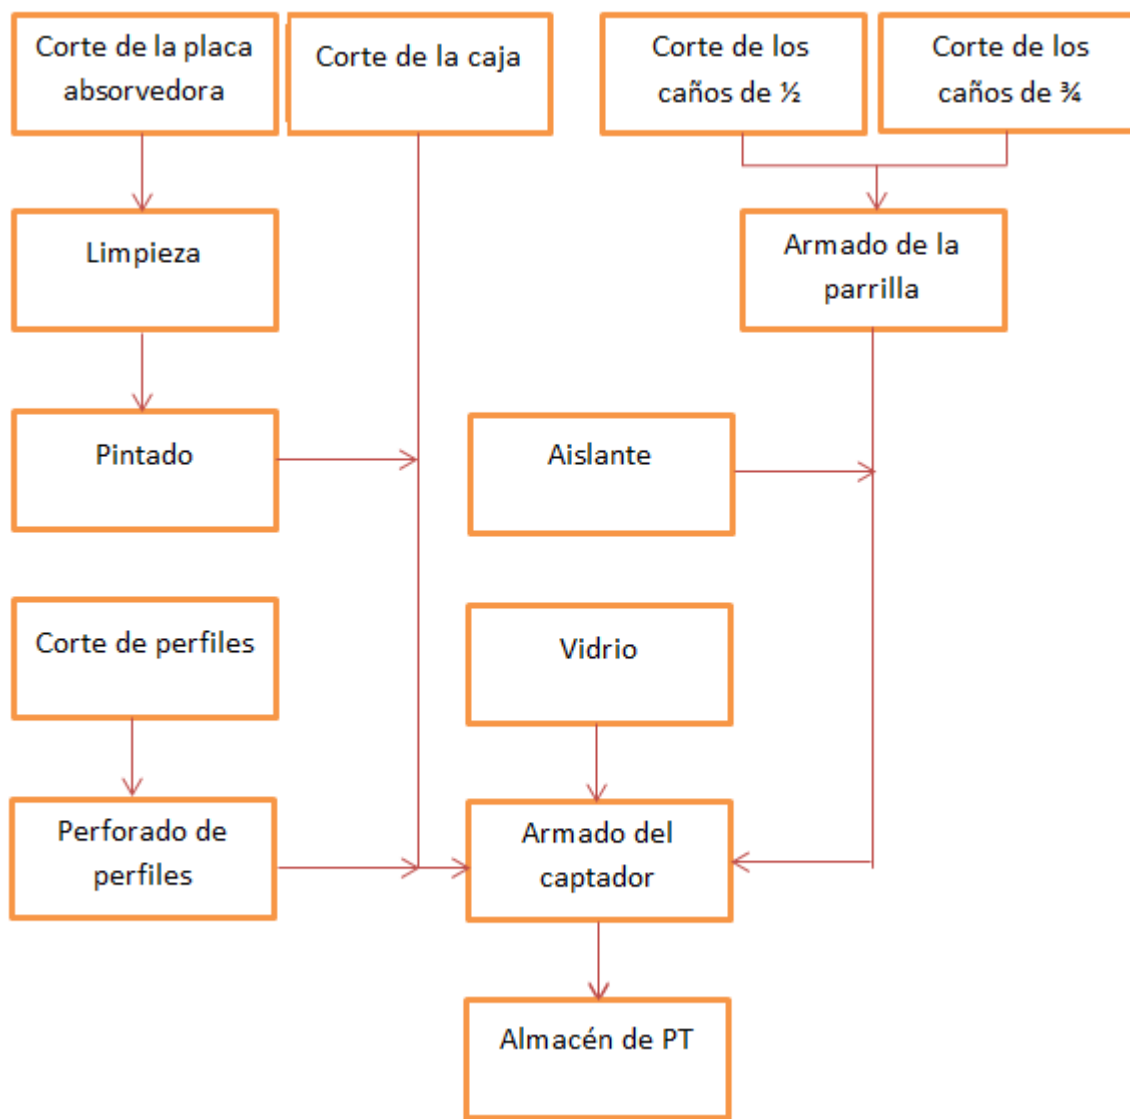 Corte de la placa
absorvedora
Corte de la caja
Corte de los
caños de ½
Corte de los
caños de ¾
Limpieza
Armado de la
parrilla
Pintado
Aislante
Corte de perfiles
Vidrio
Perforado de
perfiles
Armado del
captador
Almacén de PT